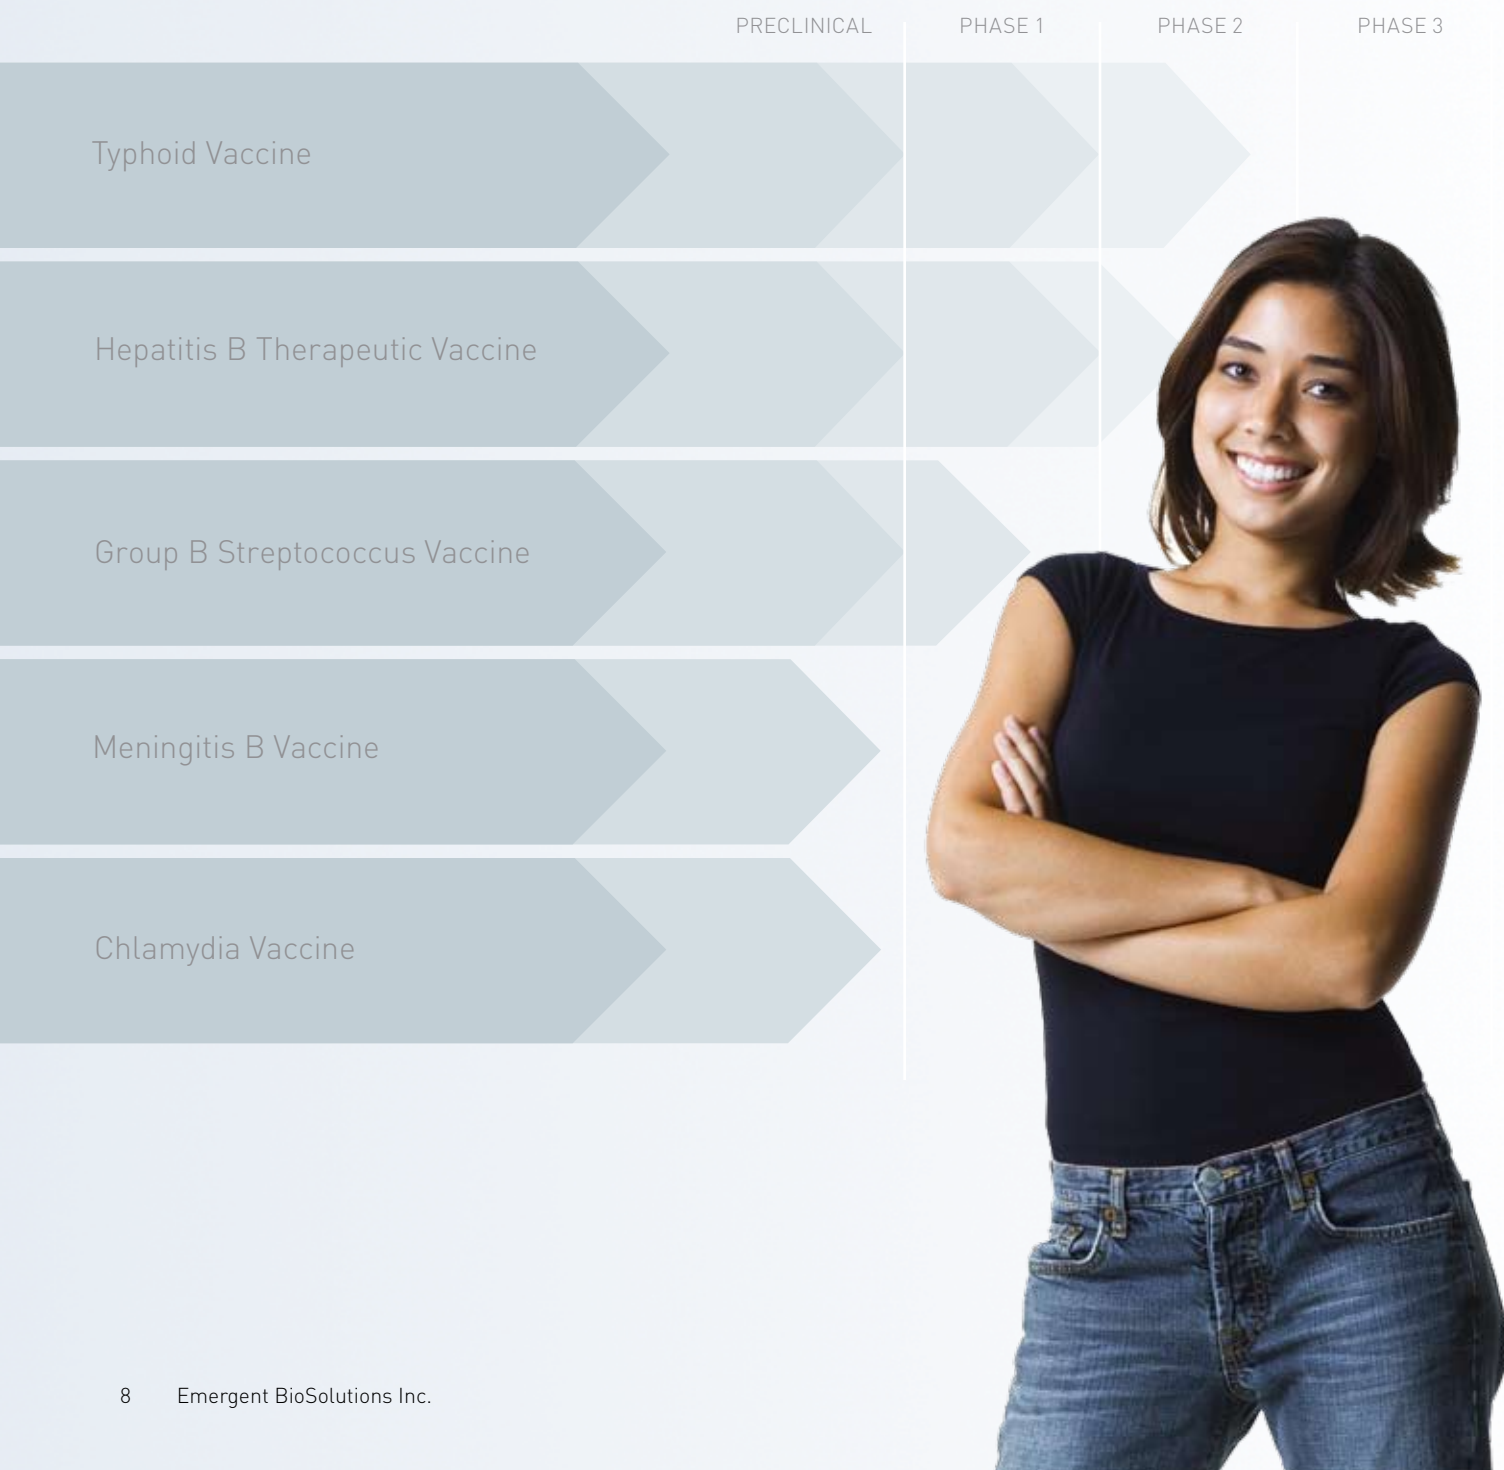 PRECLINICAL PHASE 1 PHASE 2 PHASE 3
Typhoid Vaccine
Hepatitis B Therapeutic Vaccine
Group B Streptococcus Vaccine
Meningitis B Vaccine
Chlamydia Vaccine
8 Emergent BioSolutions Inc.